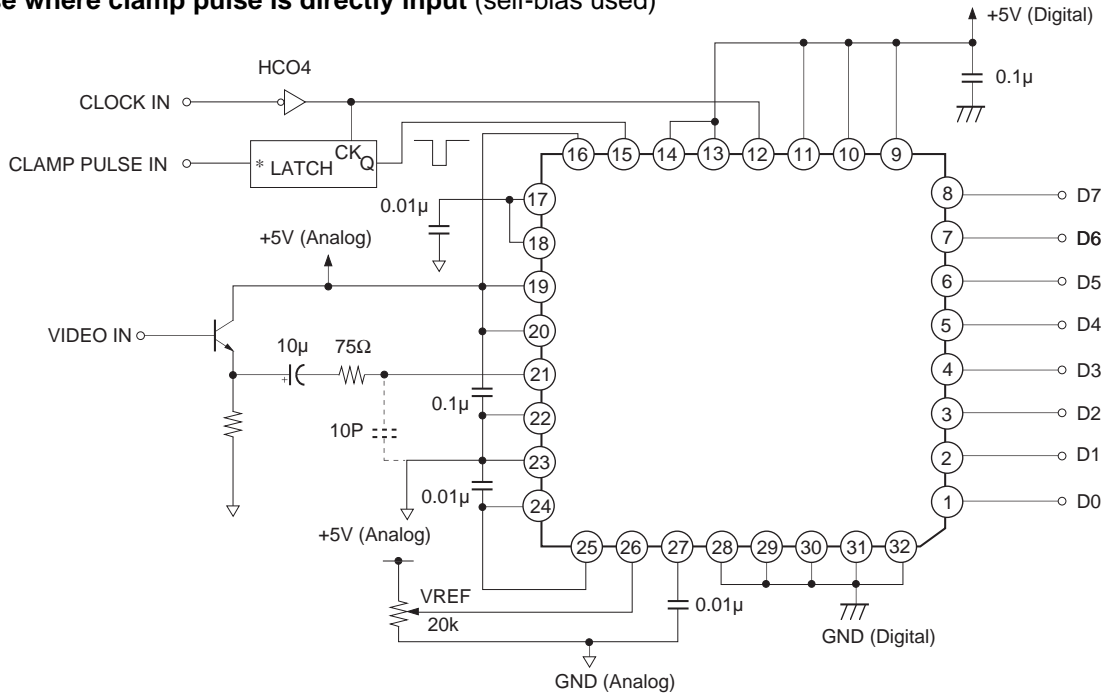 se where clamp pulse is directly input (self-bias used)
+5V (Digital)
HCO4
0.1µ
CLOCK IN
CK
Q
* LATCH
CLAMP PULSE IN
16 15 14 13 12 11 10 9
17
18
19
20
21
22
23
24
8
7
6
5
4
3
2
1
D7
D6
D5
D4
D3
D2
D1
D0
0.01µ
+5V (Analog)
VIDEO IN
10µ
75Ω
0.1µ
10P
0.01µ
+5V (Analog)
25 26 27 28 29 30 31 32
VREF
20k
0.01µ
GND (Digital)
GND (Analog)